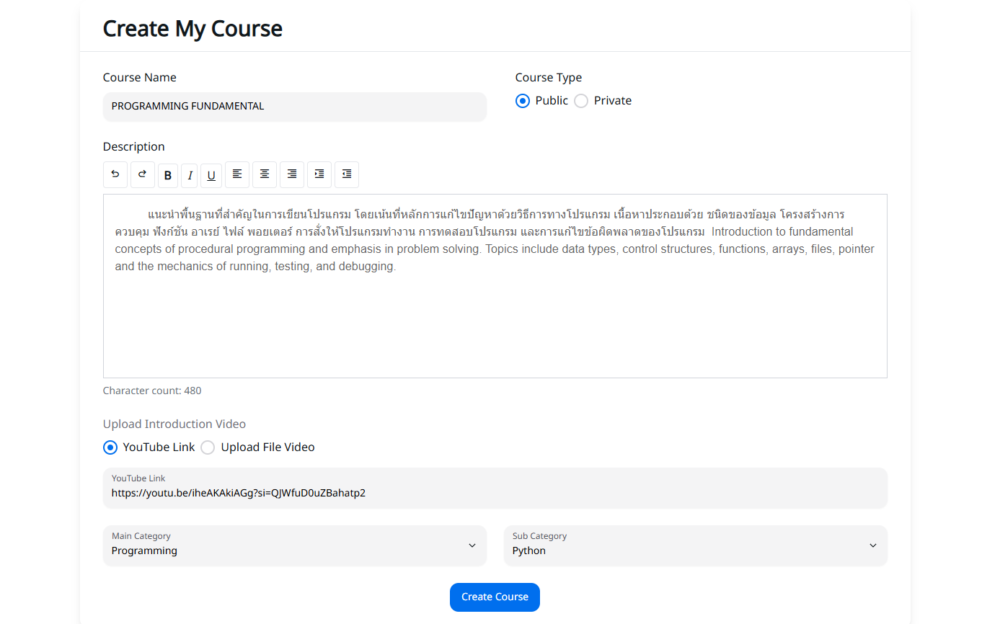 Create My Course
Course Name
Course Type
PROGRAMMING FUNDAMENTAL
Public
Private
Description
B I U
แนะนำพื้นฐานที่สำคัญในการเขียนโปรแกรม โดยเน้นที่หลักการแก้ไขปัญหาด้วยวิธีการทางโปรแกรม เนื้อหาประกอบด้วย ชนิดของข้อมูล โครงสร้างการ
ควบคุม ฟังก์ชัน อาเรย์ ไฟล์ พอยเตอร์ การสั่งให้โปรแกรมทำงาน การทดสอบโปรแกรม และการแก้ไขข้อผิดพลาดของโปรแกรม Introduction to fundamental
concepts of procedural programming and emphasis in problem solving. Topics include data types, control structures, functions, arrays, files, pointer
and the mechanics of running, testing, and debugging.
Character count: 480
Upload Introduction Video
YouTube Link
Upload File Video
YouTube Link
https://youtu.be/iheAKAkiAGg?si=QJWfuD0uZBahatp2
Main Category
Programming
Sub Category
Python
Create Course